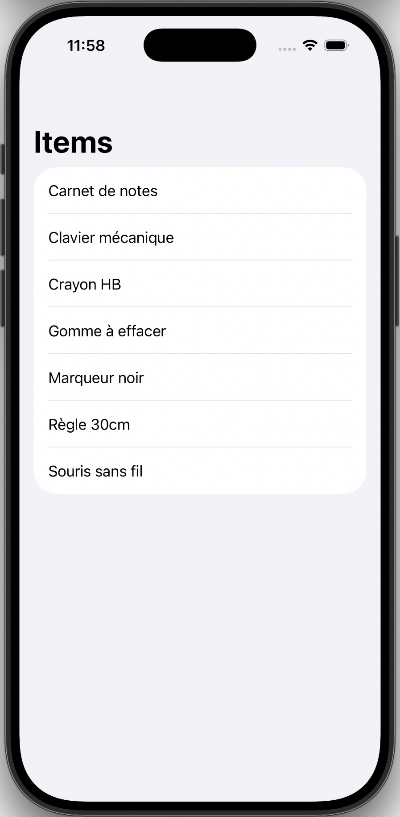 11:58
Items
Carnet de notes
Clavier mécanique
Crayon HB
Gomme à effacer
Marqueur noir
Règle 30cm
Souris sans fil